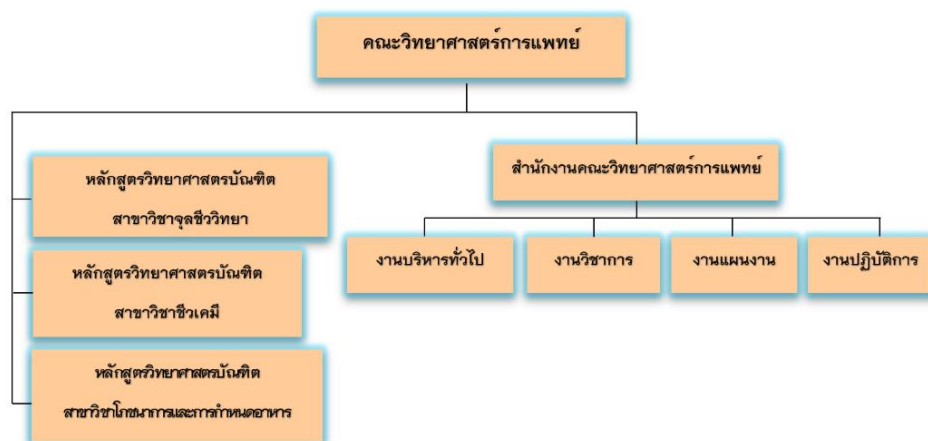 คณะวิทยาศาสตร์การแพทย์
สำนักงานคณะวิทยาศาสตร์การแพทย์
หลักสูตรวิทยาศาสตรบัณฑิต
สาขาวิชาจุลชีววิทยา
งานบริหารทั่วไป
งานวิชาการ
งานแผนงาน
งานปฏิบัติการ
หลักสูตรวิทยาศาสตรบัณฑิต
สาขาวิชาชีวเคมี
หลักสูตรวิทยาศาสตรบัณฑิต
สาขาวิชาโภชนาการและการกำหนดอาหาร